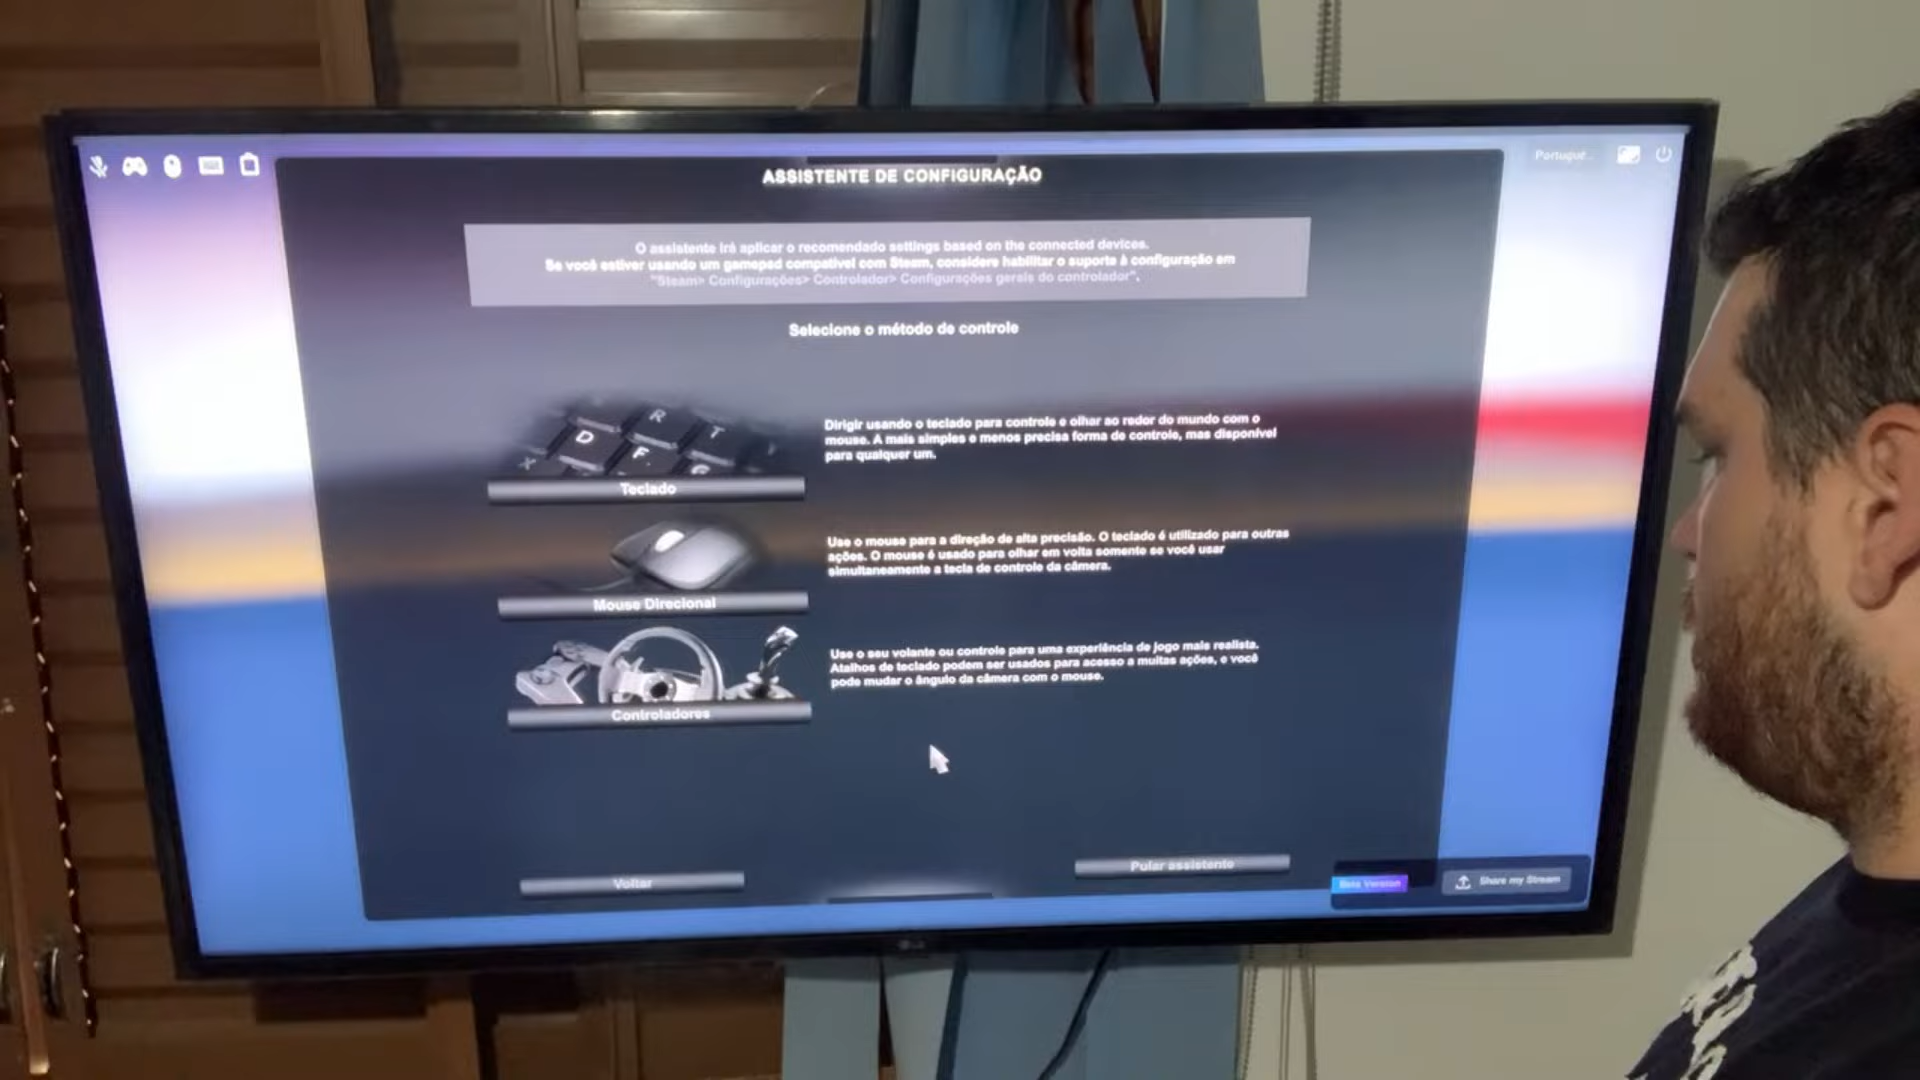 Portugué...
ASSISTENTE DE CONFIGURAÇÃO
O assistente irá aplicar o recomendado settings based on the connected devices.
Se você estiver usando um gamepad compatível com Steam, considere habilitar o suporte à configuração em
"Steam> Configurações> Controlador> Configurações gerais do controlador".
Selecione o método de controle
R
D
T
F
X
G
Dirigir usando o teclado para controle e olhar ao redor do mundo com o
mouse. A mais simples e menos precisa forma de controle, mas disponível
para qualquer um.
Teclado
Use o mouse para a direção de alta precisão. O teclado é utilizado para outras
ações. O mouse é usado para olhar em volta somente se você usar
simultaneamente a tecla de controle da câmera.
Mouse Direcional
Use o seu volante ou controle para uma experiência de jogo mais realista.
Atalhos de teclado podem ser usados para acesso a muitas ações, e você
pode mudar o ângulo da câmera com o mouse.
Controladores
Voltar
Pular assistente
Beta Version
Share my Stream
LG